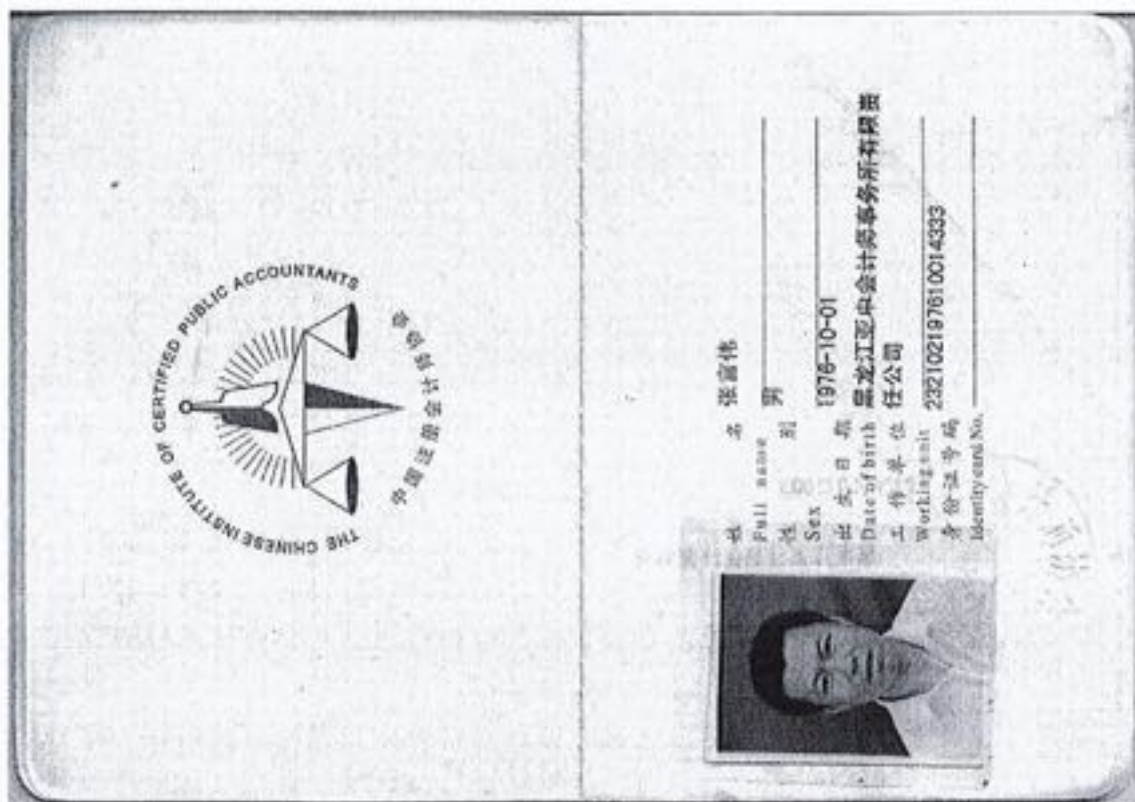 THE CHINESE INSTITUTE OF CERTIFIED PUBLIC ACCOUNTANTS
中国注册会计师协会
姓 名 张富伟
Full name
性 别 男
Sex
出 生 日 期 1976-10-01
Date of birth
工 作 单 位 黑龙江亚卓会计师事务所有限责
任公司
Working unit
身份证号码 232102197610014333
Identity card No.